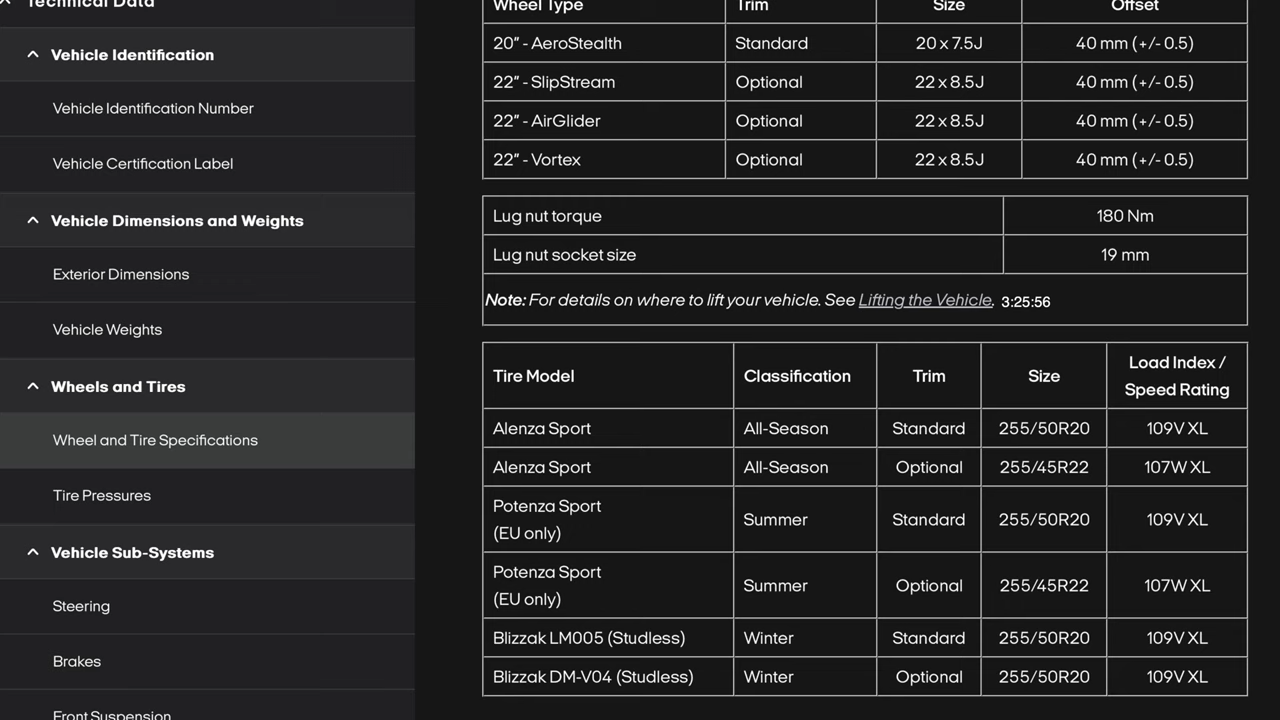 Technical Data
Vehicle Identification
Vehicle Identification Number
Vehicle Certification Label
Vehicle Dimensions and Weights
Exterior Dimensions
Vehicle Weights
Wheels and Tires
Wheel and Tire Specifications
Tire Pressures
Vehicle Sub-Systems
Steering
Brakes
Front Suspension
Wheel Type Trim Size Offset
20” - AeroStealth Standard 20 x 7.5J 40 mm (+/- 0.5)
22” - SlipStream Optional 22 x 8.5J 40 mm (+/- 0.5)
22” - AirGlider Optional 22 x 8.5J 40 mm (+/- 0.5)
22” - Vortex Optional 22 x 8.5J 40 mm (+/- 0.5)
Lug nut torque 180 Nm
Lug nut socket size 19 mm
Note: For details on where to lift your vehicle. See Lifting the Vehicle. 3:25:56
Tire Model Classification Trim Size Load Index / Speed Rating
Alenza Sport All-Season Standard 255/50R20 109V XL
Alenza Sport All-Season Optional 255/45R22 107W XL
Potenza Sport
(EU only) Summer Standard 255/50R20 109V XL
Potenza Sport
(EU only) Summer Optional 255/45R22 107W XL
Blizzak LM005 (Studless) Winter Standard 255/50R20 109V XL
Blizzak DM-V04 (Studless) Winter Optional 255/50R20 109V XL